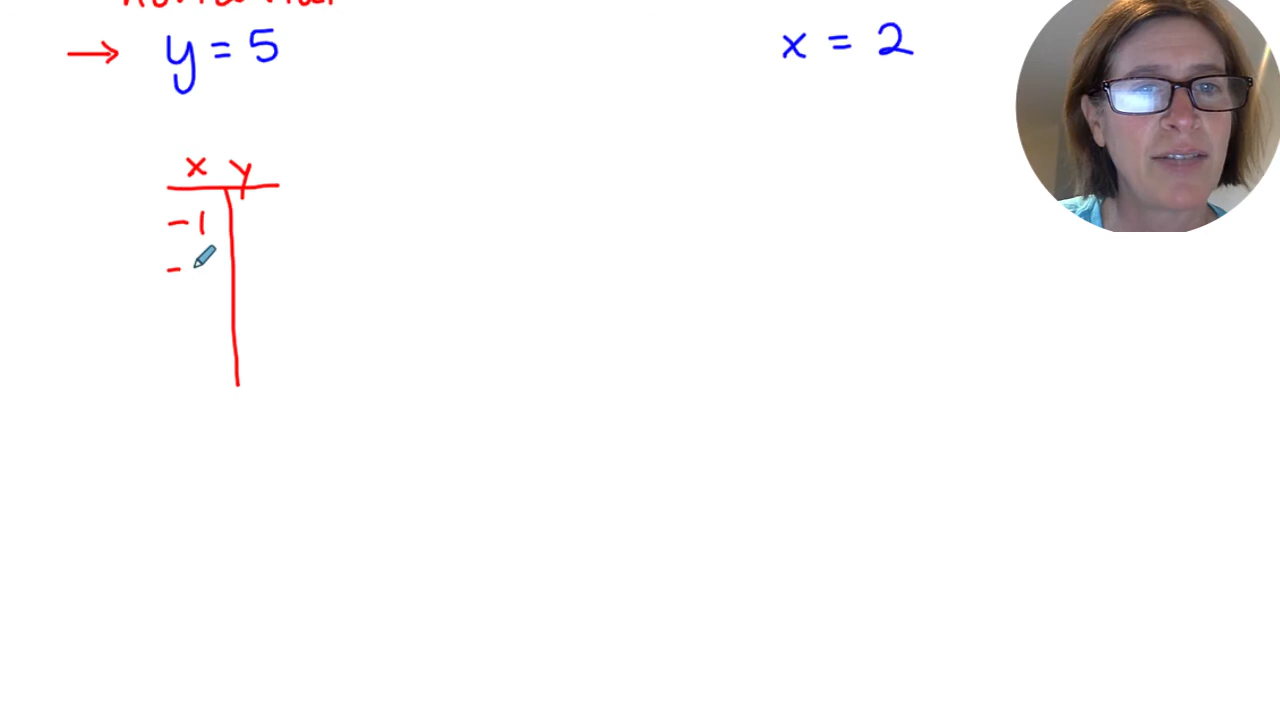 → y = 5
x = 2
x y
-1
-